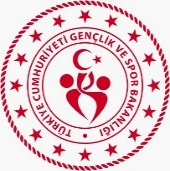 TÜRKİYE CUMHURİYETİ GENÇLİK VE SPOR BAKANLIĞI